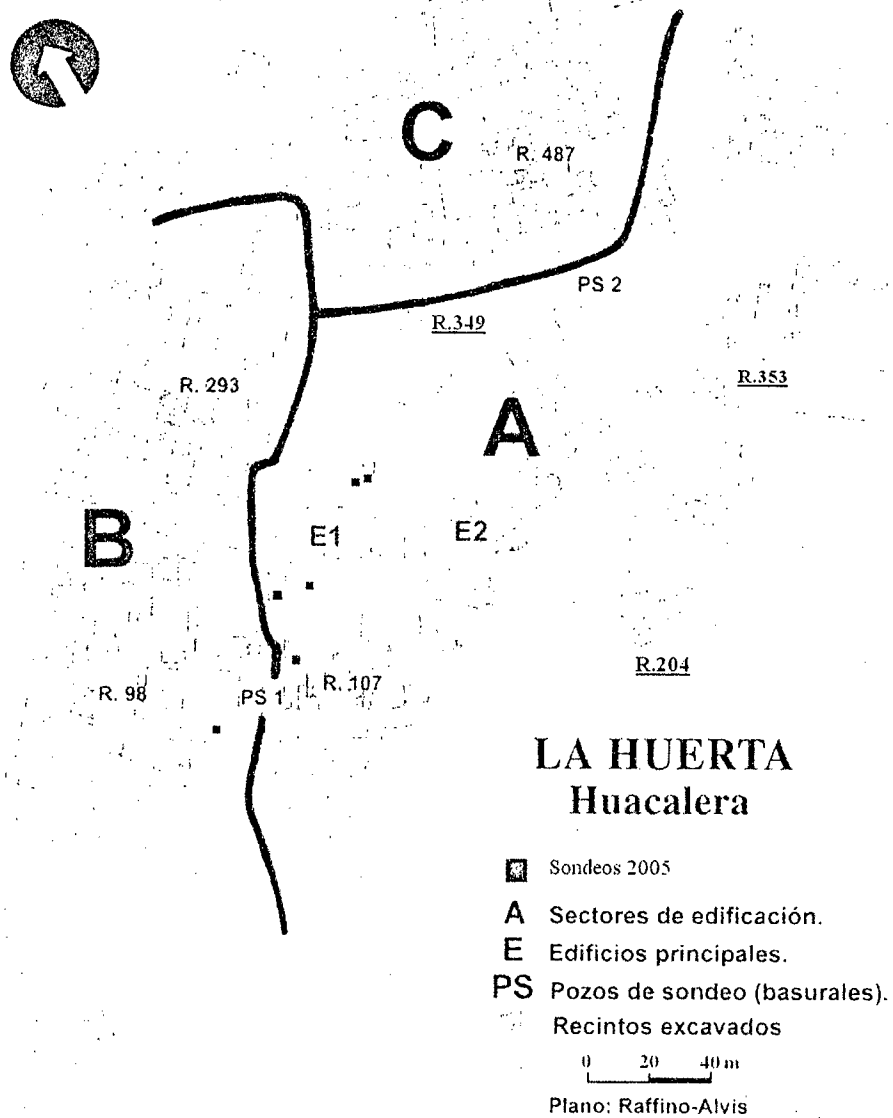 C
R. 487
PS 2
R.349
R.353
R. 293
A
B
E1
E2
R.204
R. 98
PS 1
R. 107
LA HUERTA
Huacalera
Sondeos 2005
A Sectores de edificación.
E Edificios principales.
PS Pozos de sondeo (basurales).
Recintos excavados
0 20 40 m
Plano: Raffino-Alvis